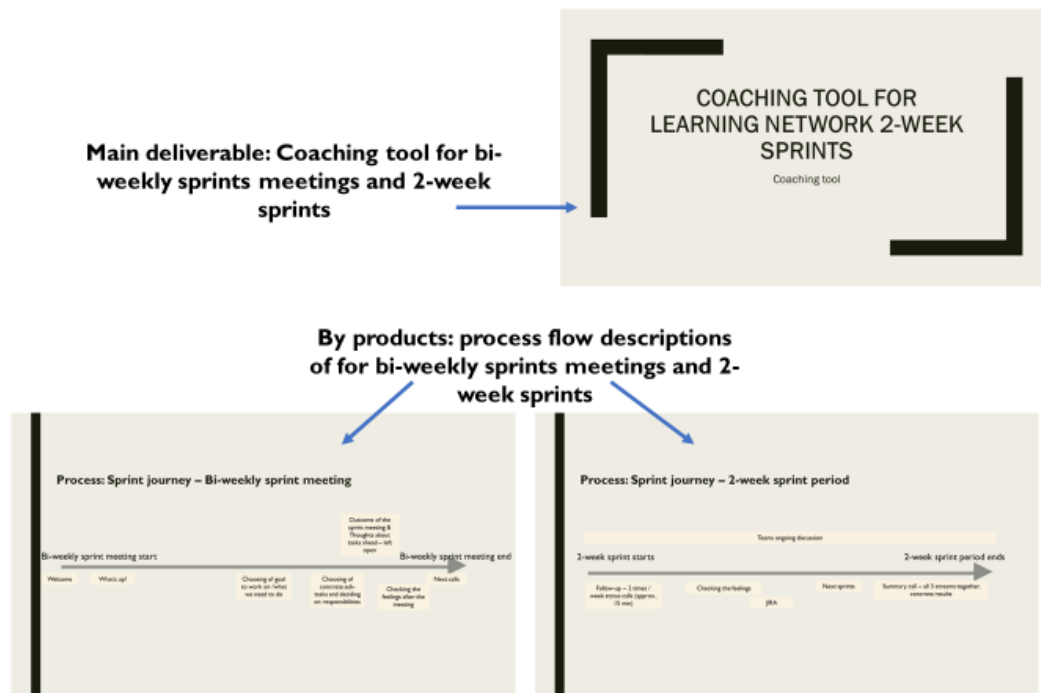 COACHING TOOL FOR
LEARNING NETWORK 2-WEEK
SPRINTS
Coaching tool
Main deliverable: Coaching tool for bi-
weekly sprints meetings and 2-week
sprints
By products: process flow descriptions
of for bi-weekly sprints meetings and 2-
week sprints
Process: Sprint journey – Bi-weekly sprint meeting
Outcome of the
sprint meeting &
Thoughts about
tasks ahead – left
open
Bi-weekly sprint meeting start
Bi-weekly sprint meeting end
Welcome
What's up?
Choosing of goal
to work on /what
we need to do
Choosing of
concrete sub-
tasks and deciding
on responsibilities
Checking the
feelings after the
meeting
Next calls
Process: Sprint journey – 2-week sprint period
Teams ongoing discussion
2-week sprint starts
2-week sprint period ends
Follow-up – 2 times /
week status calls (approx.
15 min)
Checking the feelings
JIRA
Next sprints
Summary call – all 3 streams together,
concrete results